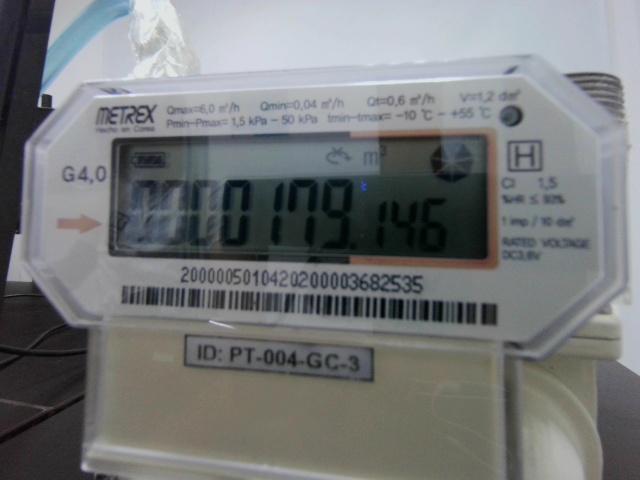 METREX
Hecho en Corea
Qmax=6,0 m³/h Qmin=0,04 m³/h Qt=0,6 m³/h V=1,2 dm³
Pmin-Pmax= 1,5 kPa - 50 kPa tmin-tmax= -10 °C - +55 °C
G4,0
m³
0000179.146
H
Cl 1,5
%HR ≤ 93%
1 imp / 10 dm³
RATED VOLTAGE
DC3,6V
2000005010420200003682535
ID: PT-004-GC-3